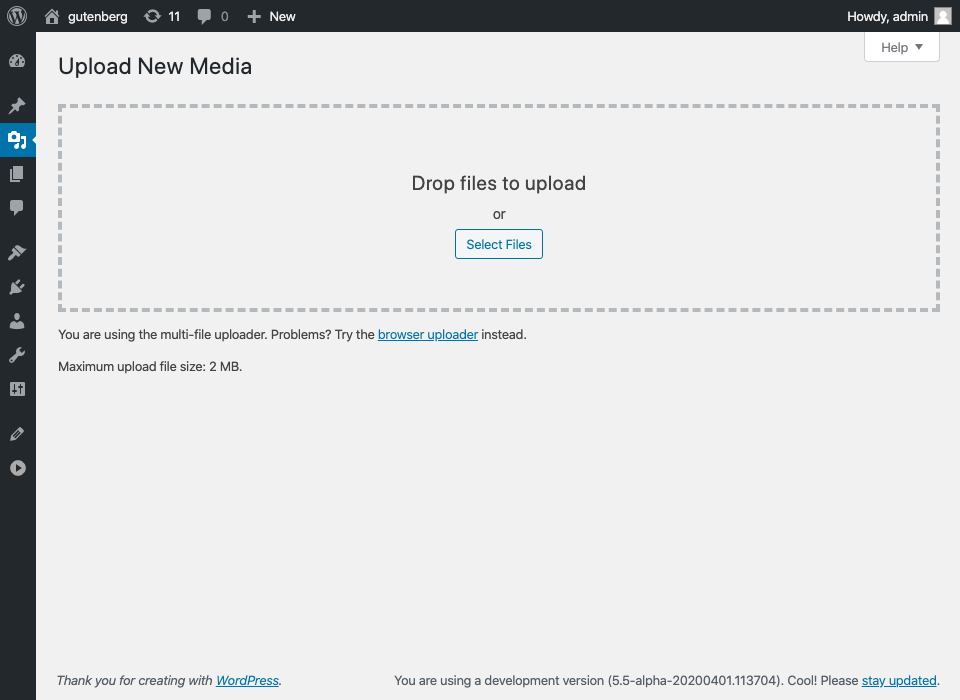 gutenberg 11 0 New Howdy, admin
Help
Upload New Media
Drop files to upload
or
Select Files
You are using the multi-file uploader. Problems? Try the browser uploader instead.
Maximum upload file size: 2 MB.
Thank you for creating with WordPress. You are using a development version (5.5-alpha-20200401.113704). Cool! Please stay updated.